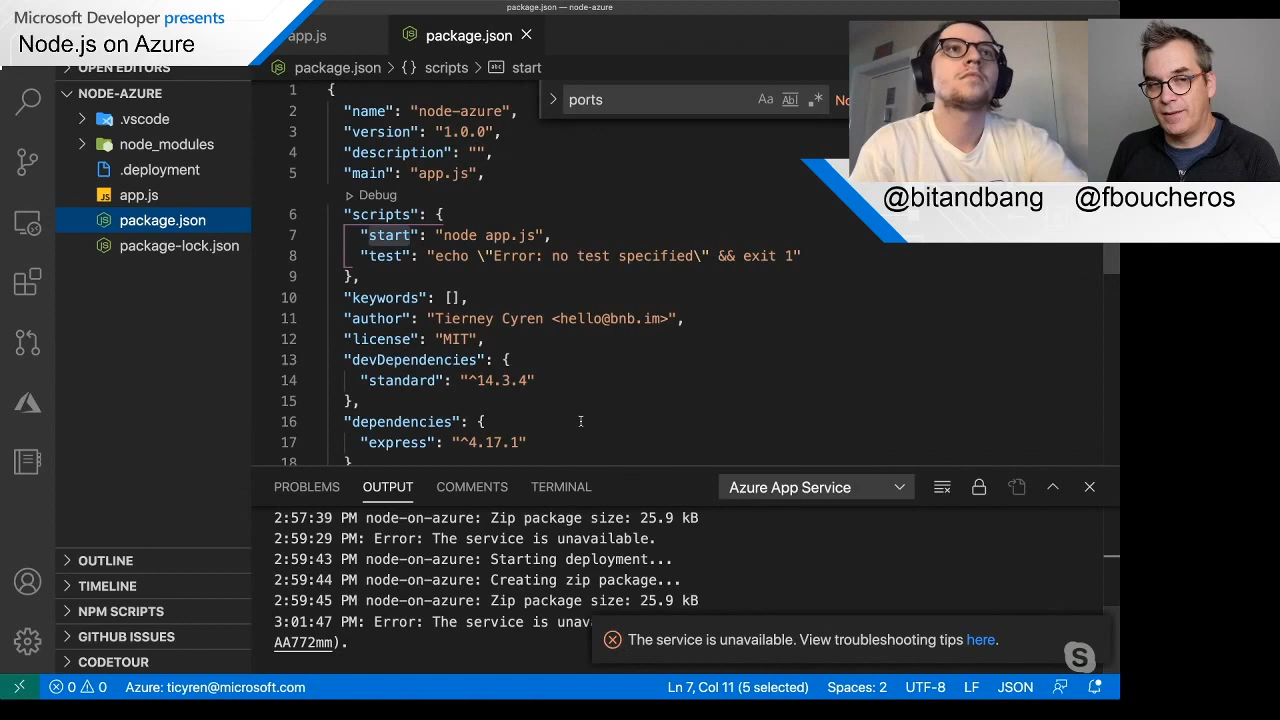 package.json — node-azure
Microsoft Developer presents
Node.js on Azure
app.js
package.json
package.json > {} scripts > start
OPEN EDITORS
NODE-AZURE
.vscode
node_modules
.deployment
app.js
package.json
package-lock.json
OUTLINE
TIMELINE
NPM SCRIPTS
GITHUB ISSUES
CODETOUR
ports
Aa Abl .* No
1 {
2 "name": "node-azure",
3 "version": "1.0.0",
4 "description": "",
5 "main": "app.js",
Debug
6 "scripts": {
7 "start": "node app.js",
8 "test": "echo \"Error: no test specified\" && exit 1"
9 },
10 "keywords": [],
11 "author": "Tierney Cyren <hello@bnb.im>",
12 "license": "MIT",
13 "devDependencies": {
14 "standard": "^14.3.4"
15 },
16 "dependencies": {
17 "express": "^4.17.1"
18 }
@bitandbang @fboucheros
PROBLEMS OUTPUT COMMENTS TERMINAL
Azure App Service
2:57:39 PM node-on-azure: Zip package size: 25.9 kB
2:59:29 PM: Error: The service is unavailable.
2:59:43 PM node-on-azure: Starting deployment...
2:59:44 PM node-on-azure: Creating zip package...
2:59:45 PM node-on-azure: Zip package size: 25.9 kB
3:01:47 PM: Error: The service is unava
AA772mm).
The service is unavailable. View troubleshooting tips here.
0 0 Azure: ticyren@microsoft.com
Ln 7, Col 11 (5 selected) Spaces: 2 UTF-8 LF JSON